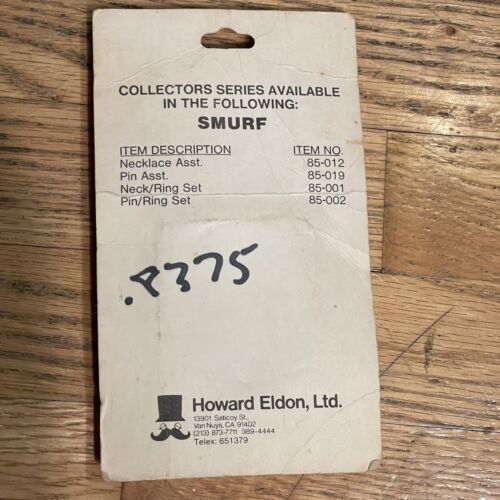 COLLECTORS SERIES AVAILABLE
IN THE FOLLOWING:
SMURF
ITEM DESCRIPTION ITEM NO.
Necklace Asst. 85-012
Pin Asst. 85-019
Neck/Ring Set 85-001
Pin/Ring Set 85-002
.8375
Howard Eldon, Ltd.
13901 Saticoy St.,
Van Nuys, CA 91402
(213) 873-7711 989-4444
Telex: 651379